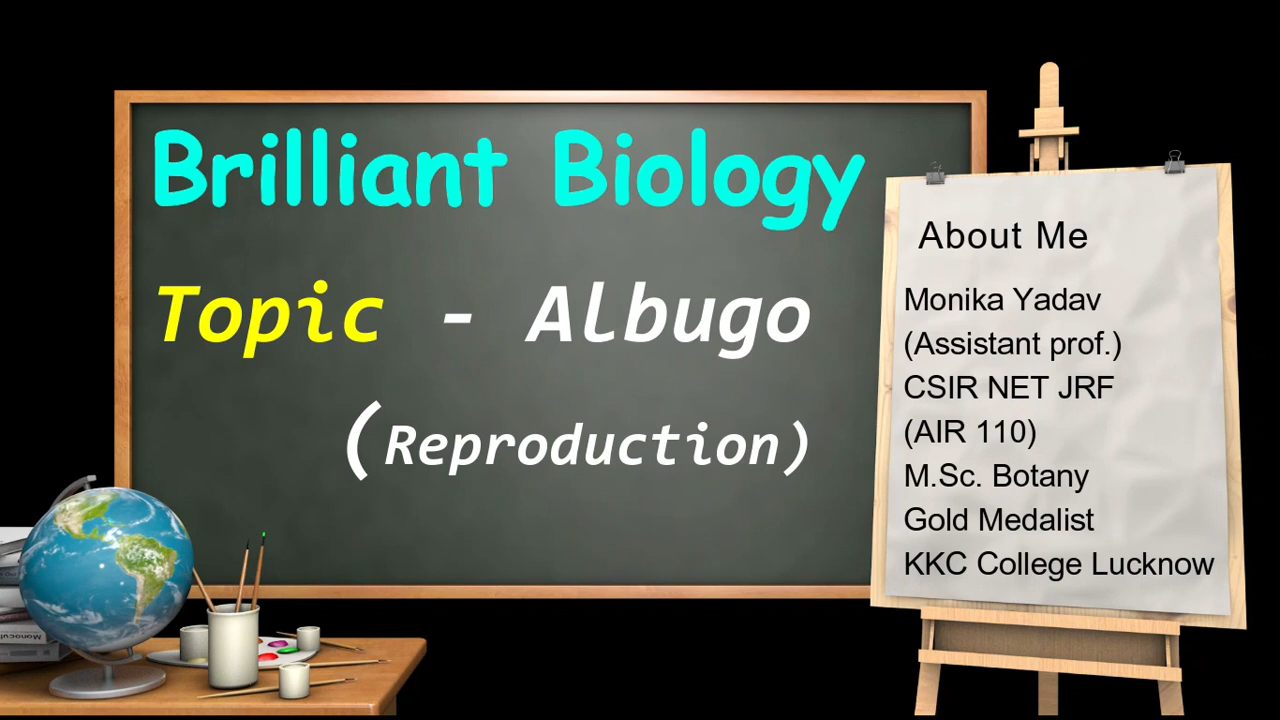 Brilliant Biology
Topic - Albugo
(Reproduction)
About Me
Monika Yadav
(Assistant prof.)
CSIR NET JRF
(AIR 110)
M.Sc. Botany
Gold Medalist
KKC College Lucknow